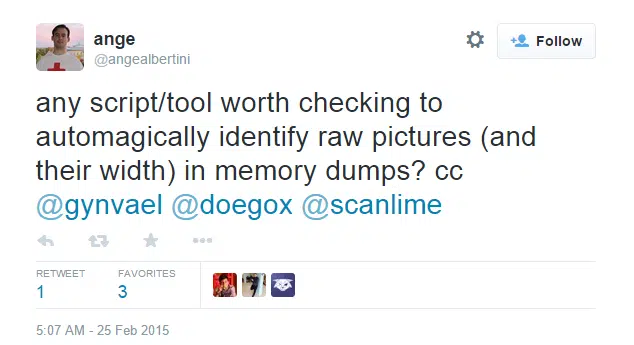 ange
@angealbertini
Follow
any script/tool worth checking to
automagically identify raw pictures (and
their width) in memory dumps? cc
@gynvael @doegox @scanlime
RETWEET FAVORITES
1 3
5:07 AM - 25 Feb 2015